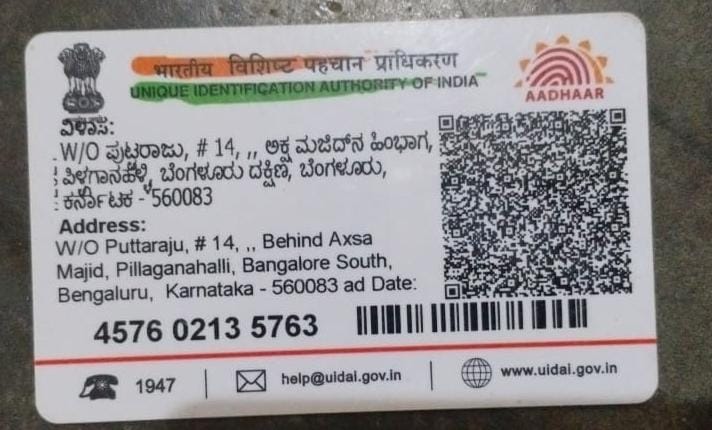 भारतीय विशिष्ट पहचान प्राधिकरण
UNIQUE IDENTIFICATION AUTHORITY OF INDIA
AADHAAR
ವಿಳಾಸ:
W/O ಪುಟ್ಟರಾಜು, # 14, ,, ಅಕ್ಷ ಮಜಿದ್‌ನ ಹಿಂಭಾಗ,
ಪಿಳ್ಳಗಾನಹಳ್ಳಿ, ಬೆಂಗಳೂರು ದಕ್ಷಿಣ, ಬೆಂಗಳೂರು,
ಕರ್ನಾಟಕ - 560083
Address:
W/O Puttaraju, # 14, ,, Behind Axsa
Majid, Pillaganahalli, Bangalore South,
Bengaluru, Karnataka - 560083 ad Date:
4576 0213 5763
1947
help@uidai.gov.in
www.uidai.gov.in